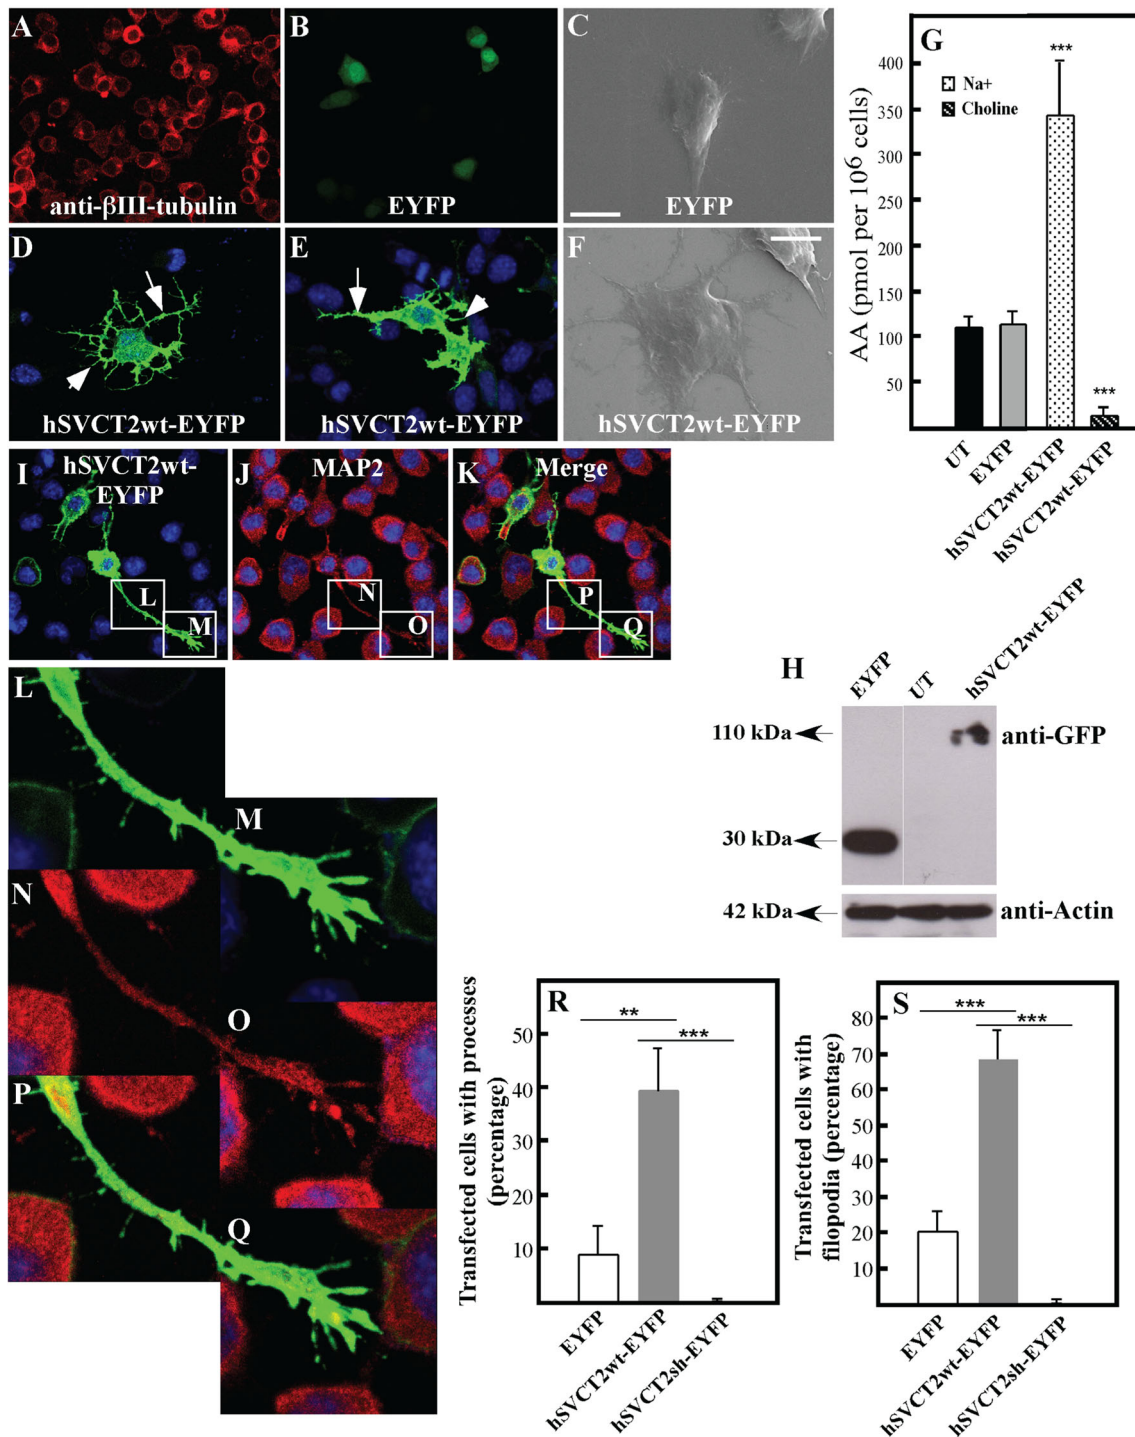 A
anti-βIII-tubulin
B
EYFP
C
EYFP
D
hSVCT2wt-EYFP
E
hSVCT2wt-EYFP
F
hSVCT2wt-EYFP
G
AA (pmol per 10⁶ cells)
400
350
300
250
200
150
100
50
Na+
Choline
***
***
UT
EYFP
hSVCT2wt-EYFP
hSVCT2wt-EYFP
I
hSVCT2wt-
EYFP
L
M
J
MAP2
N
O
K
Merge
P
Q
H
EYFP
UT
hSVCT2wt-EYFP
110 kDa
anti-GFP
30 kDa
42 kDa
anti-Actin
L
M
N
O
P
Q
R
Transfected cells with processes
(percentage)
50
40
30
20
10
**
***
EYFP
hSVCT2wt-EYFP
hSVCT2sh-EYFP
S
Transfected cells with
filopodia (percentage)
80
70
60
50
40
30
20
10
***
***
EYFP
hSVCT2wt-EYFP
hSVCT2sh-EYFP